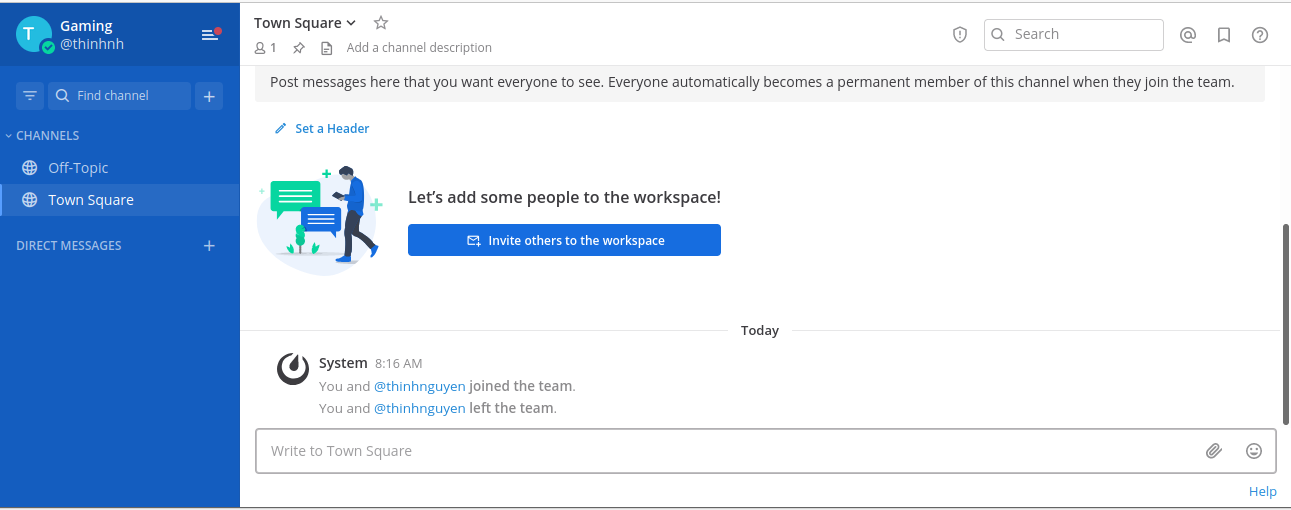 T
Gaming
@thinhnh
Find channel
CHANNELS
Off-Topic
Town Square
DIRECT MESSAGES
Town Square
1
Add a channel description
Search
Post messages here that you want everyone to see. Everyone automatically becomes a permanent member of this channel when they join the team.
Set a Header
Let’s add some people to the workspace!
Invite others to the workspace
Today
System 8:16 AM
You and @thinhnguyen joined the team.
You and @thinhnguyen left the team.
Write to Town Square
Help